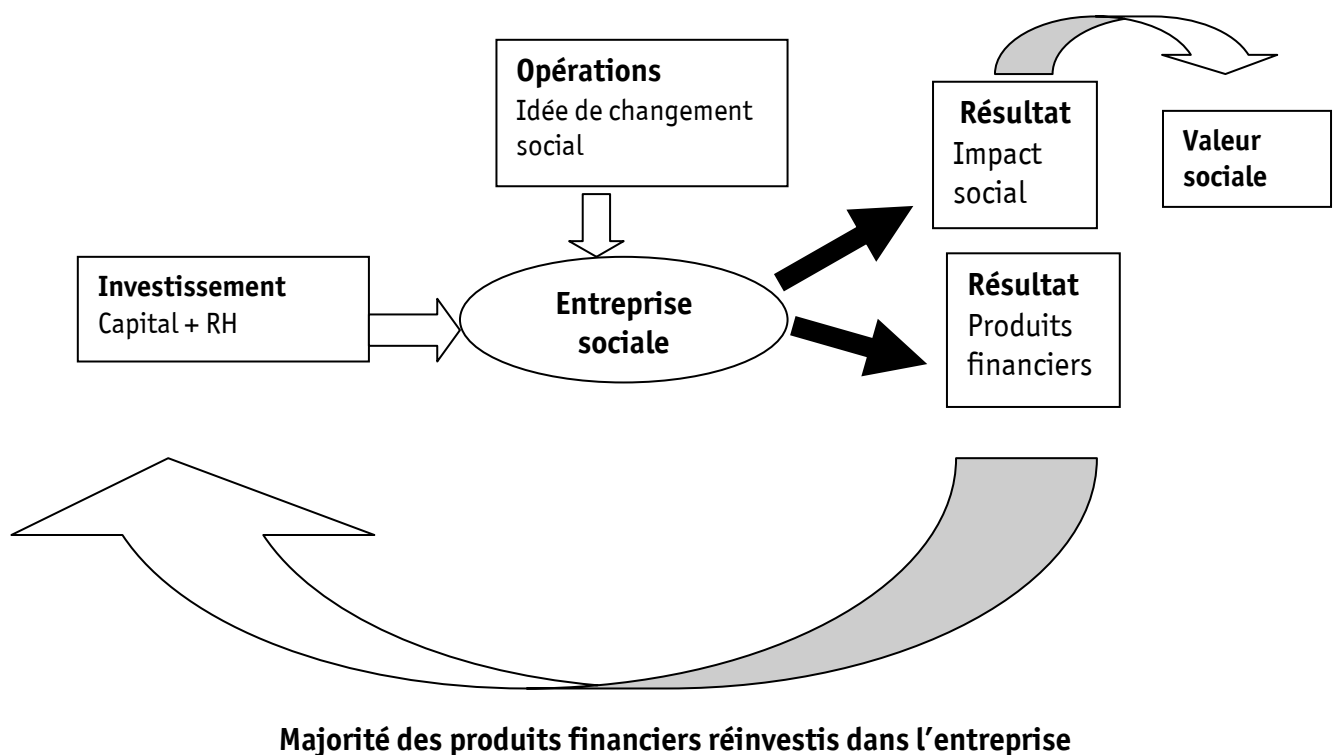 Opérations
Idée de changement
social
Résultat
Impact
social
Valeur
sociale
Investissement
Capital + RH
Entreprise
sociale
Résultat
Produits
financiers
Majorité des produits financiers réinvestis dans l’entreprise